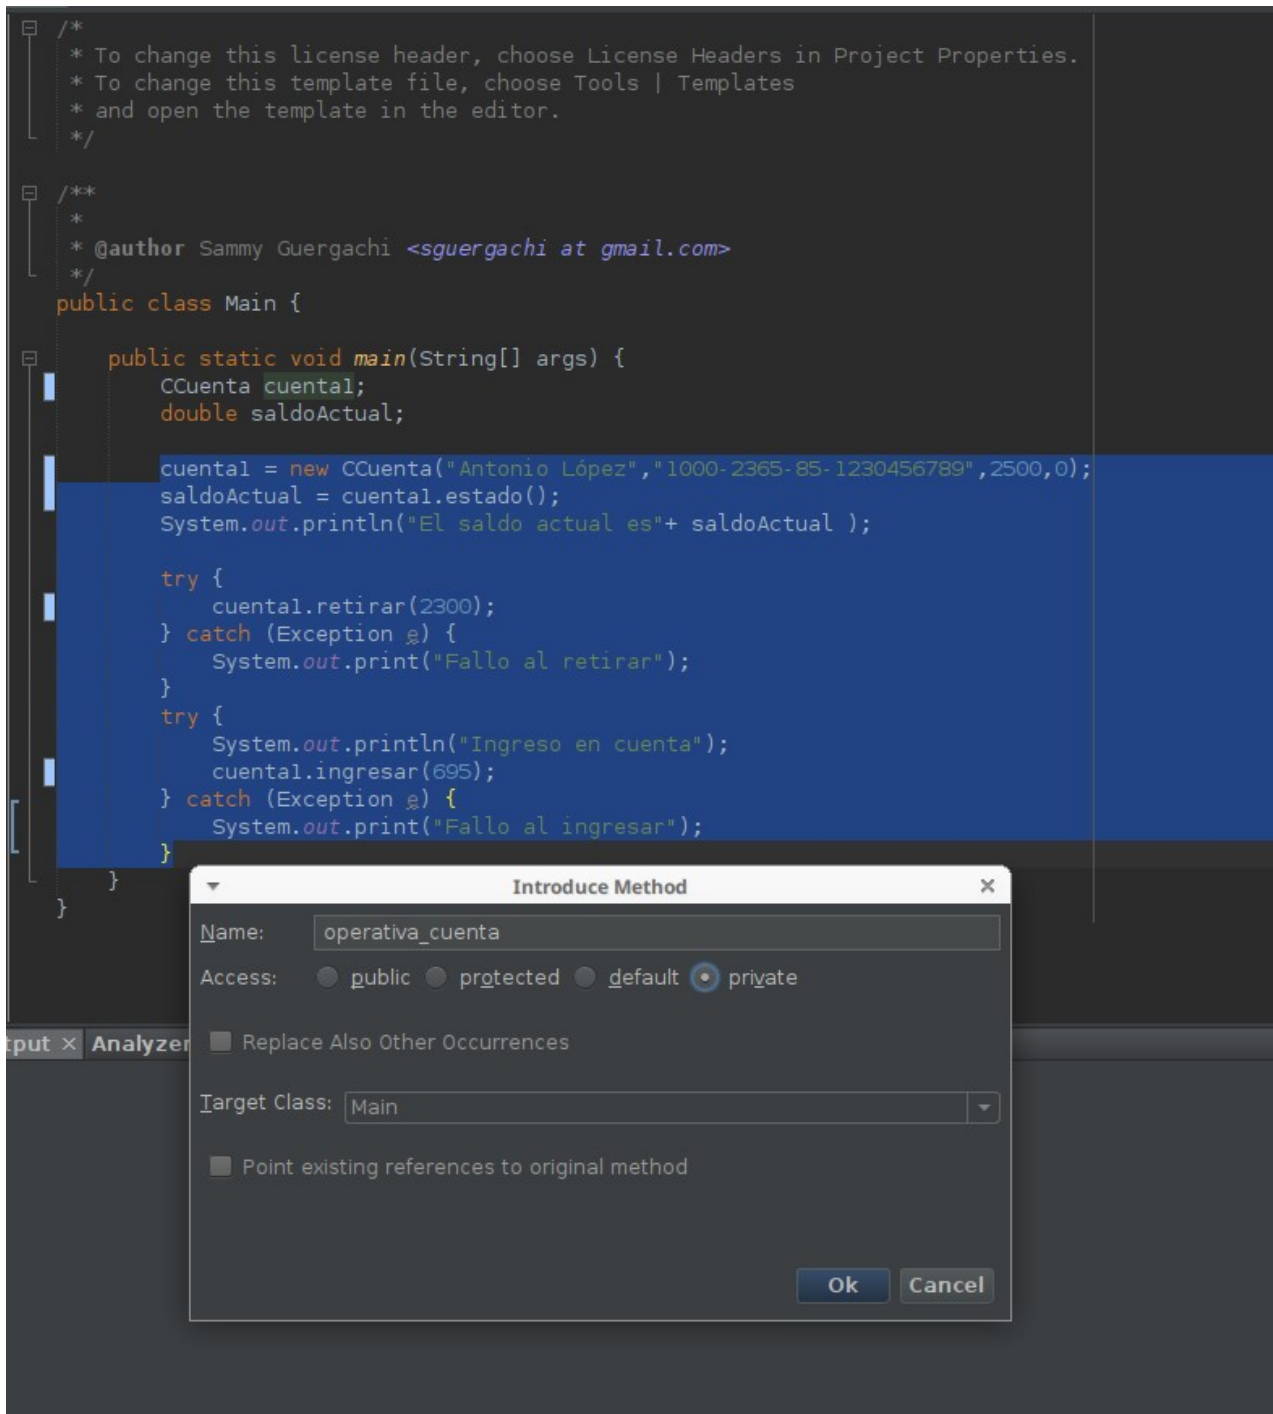 /*
* To change this license header, choose License Headers in Project Properties.
* To change this template file, choose Tools | Templates
* and open the template in the editor.
*/
/**
*
* @author Sammy Guergachi <sguergachi at gmail.com>
*/
public class Main {
public static void main(String[] args) {
CCuenta cuenta1;
double saldoActual;
cuenta1 = new CCuenta("Antonio López","1000-2365-85-1230456789",2500,0);
saldoActual = cuenta1.estado();
System.out.println("El saldo actual es"+ saldoActual );
try {
cuenta1.retirar(2300);
} catch (Exception e) {
System.out.print("Fallo al retirar");
}
try {
System.out.println("Ingreso en cuenta");
cuenta1.ingresar(695);
} catch (Exception e) {
System.out.print("Fallo al ingresar");
}
}
}
Introduce Method
Name: operativa_cuenta
Access: public protected default private
tput × Analyzer
Replace Also Other Occurrences
Target Class: Main
Point existing references to original method
Ok Cancel